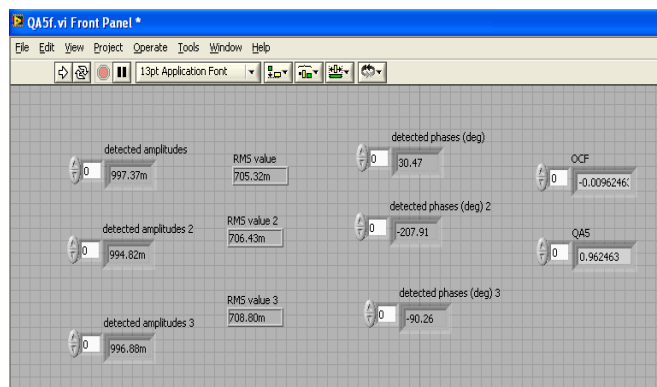 QA5f.vi Front Panel *
File Edit View Project Operate Tools Window Help
13pt Application Font
detected amplitudes
0 997.37m
RMS value
705.32m
detected phases (deg)
0 30.47
OCF
0 -0.00962463
detected amplitudes 2
0 994.82m
RMS value 2
706.43m
detected phases (deg) 2
0 -207.91
QA5
0 0.962463
detected amplitudes 3
0 996.88m
RMS value 3
708.80m
detected phases (deg) 3
0 -90.26